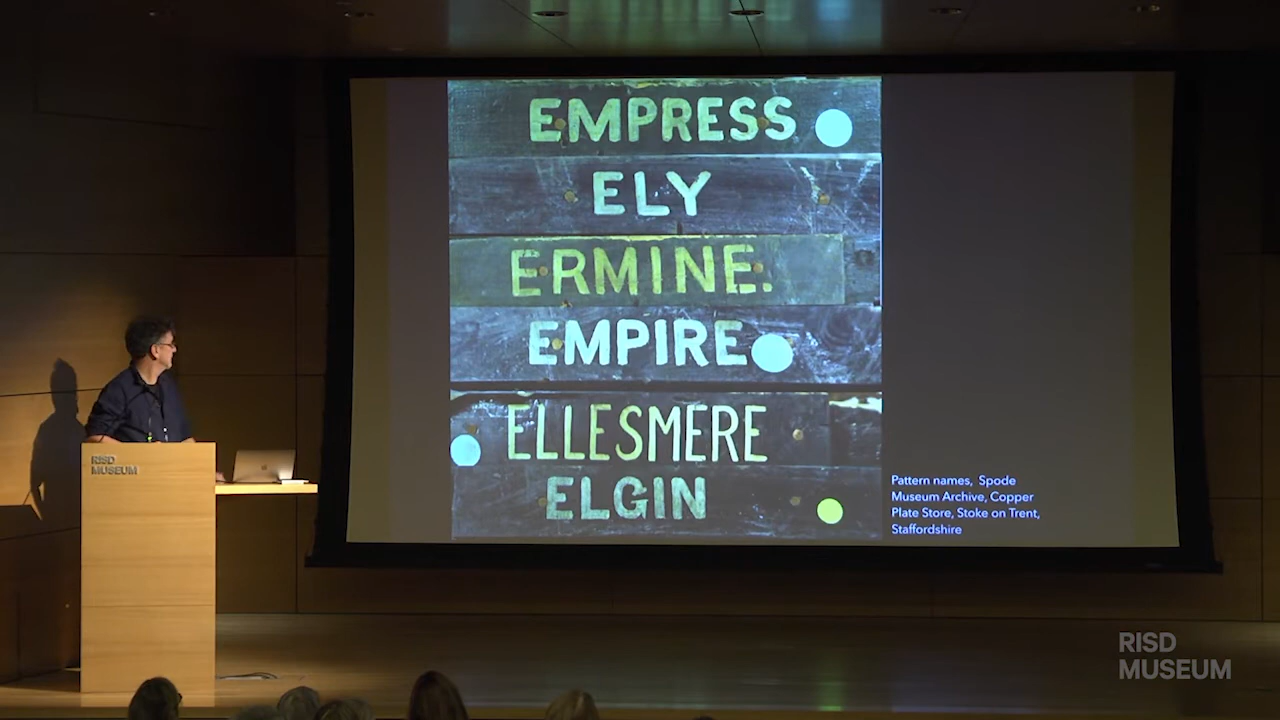 EMPRESS
ELY
ERMINE.
EMPIRE
ELLESMERE
ELGIN
Pattern names, Spode
Museum Archive, Copper
Plate Store, Stoke on Trent,
Staffordshire
RISD
MUSEUM
RISD
MUSEUM